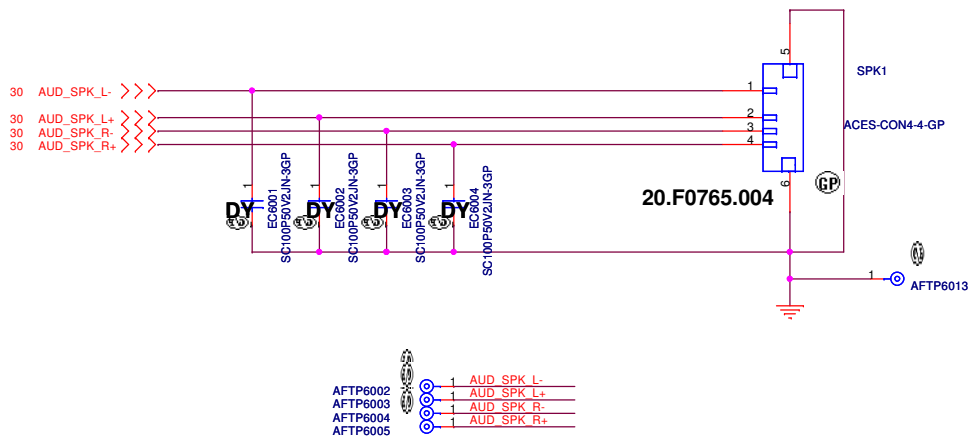 5
SPK1
30 AUD_SPK_L- 1
30 AUD_SPK_L+ 2
30 AUD_SPK_R- 3
30 AUD_SPK_R+ 4
ACES-CON4-4-GP
6
GP
20.F0765.004
1 1 1 1
DY DY DY DY
EC6001
SC100P50V2JN-3GP
EC6002
SC100P50V2JN-3GP
EC6003
SC100P50V2JN-3GP
EC6004
SC100P50V2JN-3GP
1
AFTP6013
AFTP6002 1 AUD_SPK_L-
AFTP6003 1 AUD_SPK_L+
AFTP6004 1 AUD_SPK_R-
AFTP6005 1 AUD_SPK_R+